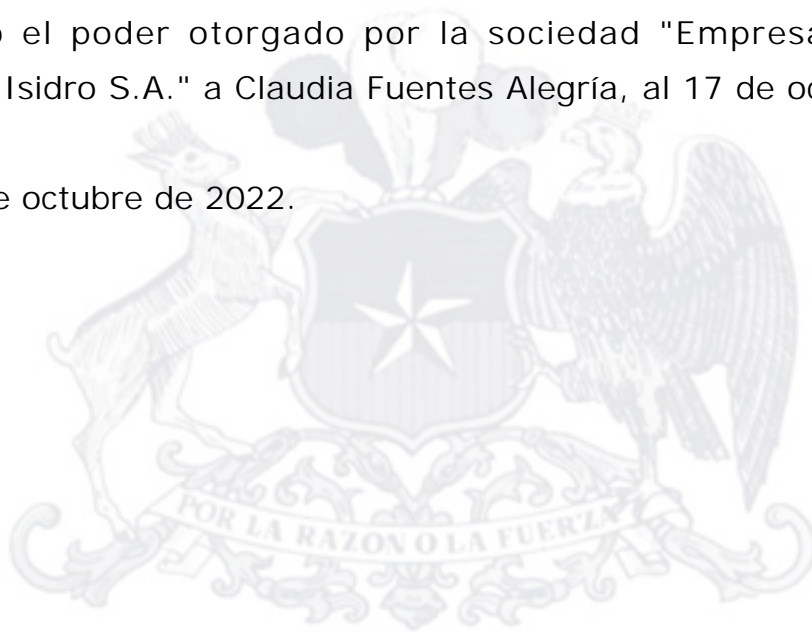 o el poder otorgado por la sociedad "Empresa
Isidro S.A." a Claudia Fuentes Alegría, al 17 de oc
e octubre de 2022.
POR LA RAZON O LA FUERZA